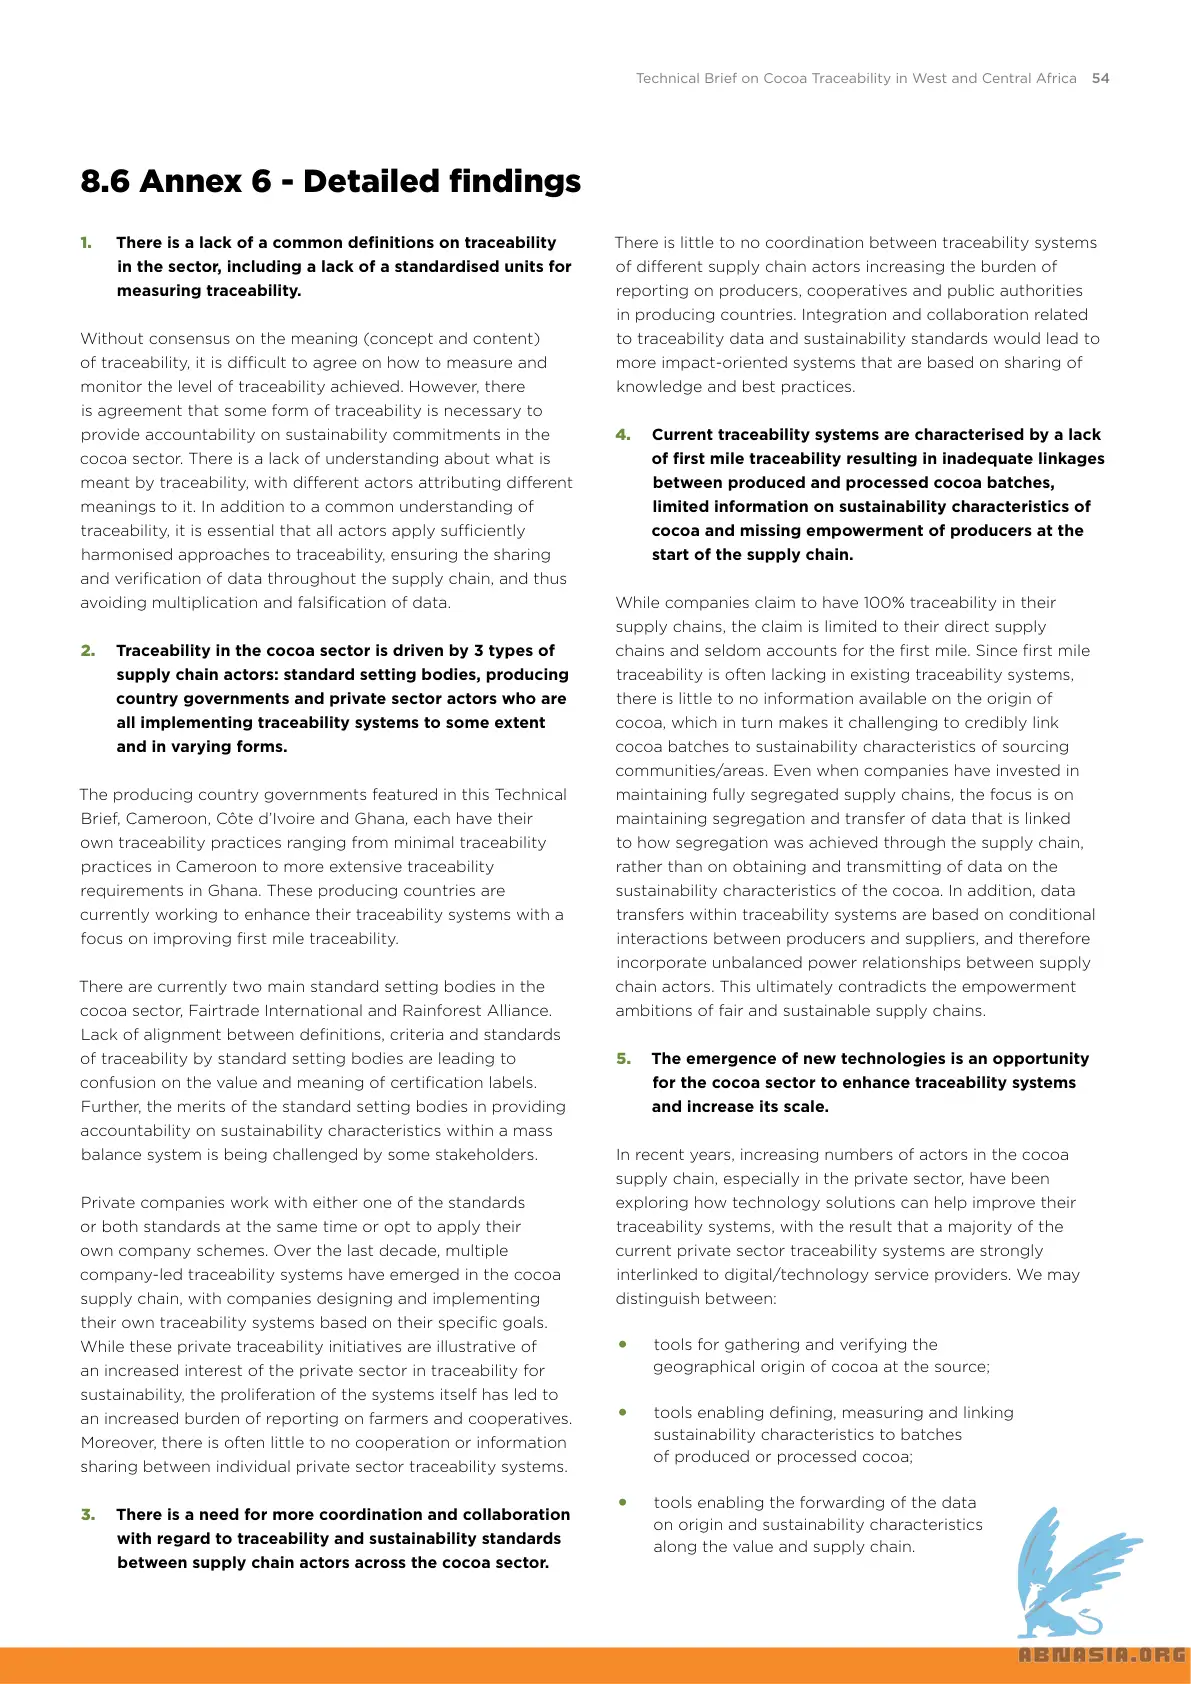 Technical Brief on Cocoa Traceability in West and Central Africa 54
8.6 Annex 6 - Detailed findings
1. There is a lack of a common definitions on traceability
in the sector, including a lack of a standardised units for
measuring traceability.
Without consensus on the meaning (concept and content)
of traceability, it is difficult to agree on how to measure and
monitor the level of traceability achieved. However, there
is agreement that some form of traceability is necessary to
provide accountability on sustainability commitments in the
cocoa sector. There is a lack of understanding about what is
meant by traceability, with different actors attributing different
meanings to it. In addition to a common understanding of
traceability, it is essential that all actors apply sufficiently
harmonised approaches to traceability, ensuring the sharing
and verification of data throughout the supply chain, and thus
avoiding multiplication and falsification of data.
2. Traceability in the cocoa sector is driven by 3 types of
supply chain actors: standard setting bodies, producing
country governments and private sector actors who are
all implementing traceability systems to some extent
and in varying forms.
The producing country governments featured in this Technical
Brief, Cameroon, Côte d'Ivoire and Ghana, each have their
own traceability practices ranging from minimal traceability
practices in Cameroon to more extensive traceability
requirements in Ghana. These producing countries are
currently working to enhance their traceability systems with a
focus on improving first mile traceability.
There are currently two main standard setting bodies in the
cocoa sector, Fairtrade International and Rainforest Alliance.
Lack of alignment between definitions, criteria and standards
of traceability by standard setting bodies are leading to
confusion on the value and meaning of certification labels.
Further, the merits of the standard setting bodies in providing
accountability on sustainability characteristics within a mass
balance system is being challenged by some stakeholders.
Private companies work with either one of the standards
or both standards at the same time or opt to apply their
own company schemes. Over the last decade, multiple
company-led traceability systems have emerged in the cocoa
supply chain, with companies designing and implementing
their own traceability systems based on their specific goals.
While these private traceability initiatives are illustrative of
an increased interest of the private sector in traceability for
sustainability, the proliferation of the systems itself has led to
an increased burden of reporting on farmers and cooperatives.
Moreover, there is often little to no cooperation or information
sharing between individual private sector traceability systems.
3. There is a need for more coordination and collaboration
with regard to traceability and sustainability standards
between supply chain actors across the cocoa sector.
There is little to no coordination between traceability systems
of different supply chain actors increasing the burden of
reporting on producers, cooperatives and public authorities
in producing countries. Integration and collaboration related
to traceability data and sustainability standards would lead to
more impact-oriented systems that are based on sharing of
knowledge and best practices.
4. Current traceability systems are characterised by a lack
of first mile traceability resulting in inadequate linkages
between produced and processed cocoa batches,
limited information on sustainability characteristics of
cocoa and missing empowerment of producers at the
start of the supply chain.
While companies claim to have 100% traceability in their
supply chains, the claim is limited to their direct supply
chains and seldom accounts for the first mile. Since first mile
traceability is often lacking in existing traceability systems,
there is little to no information available on the origin of
cocoa, which in turn makes it challenging to credibly link
cocoa batches to sustainability characteristics of sourcing
communities/areas. Even when companies have invested in
maintaining fully segregated supply chains, the focus is on
maintaining segregation and transfer of data that is linked
to how segregation was achieved through the supply chain,
rather than on obtaining and transmitting of data on the
sustainability characteristics of the cocoa. In addition, data
transfers within traceability systems are based on conditional
interactions between producers and suppliers, and therefore
incorporate unbalanced power relationships between supply
chain actors. This ultimately contradicts the empowerment
ambitions of fair and sustainable supply chains.
5. The emergence of new technologies is an opportunity
for the cocoa sector to enhance traceability systems
and increase its scale.
In recent years, increasing numbers of actors in the cocoa
supply chain, especially in the private sector, have been
exploring how technology solutions can help improve their
traceability systems, with the result that a majority of the
current private sector traceability systems are strongly
interlinked to digital/technology service providers. We may
distinguish between:
• tools for gathering and verifying the
geographical origin of cocoa at the source;
• tools enabling defining, measuring and linking
sustainability characteristics to batches
of produced or processed cocoa;
• tools enabling the forwarding of the data
on origin and sustainability characteristics
along the value and supply chain.
ABNASIA.ORG